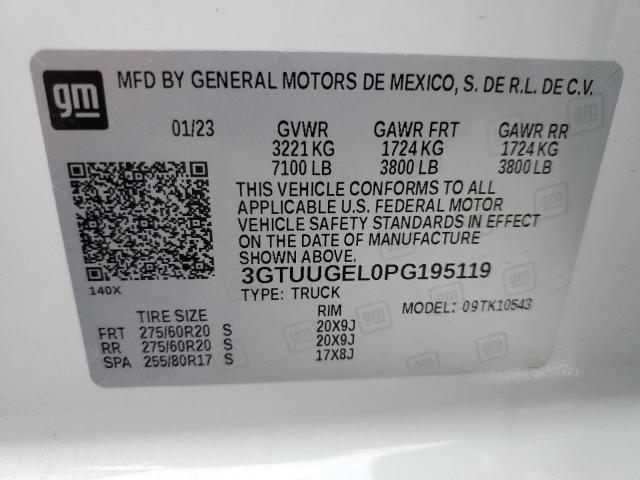 gm
MFD BY GENERAL MOTORS DE MEXICO, S. DE R.L. DE C.V.
01/23 GVWR GAWR FRT GAWR RR
3221 KG 1724 KG 1724 KG
7100 LB 3800 LB 3800 LB
THIS VEHICLE CONFORMS TO ALL
APPLICABLE U.S. FEDERAL MOTOR
VEHICLE SAFETY STANDARDS IN EFFECT
ON THE DATE OF MANUFACTURE
SHOWN ABOVE.
140X
3GTUUGEL0PG195119
TYPE: TRUCK MODEL: 09TK10543
TIRE SIZE RIM
FRT 275/60R20 S 20X9J
RR 275/60R20 S 20X9J
SPA 255/80R17 S 17X8J